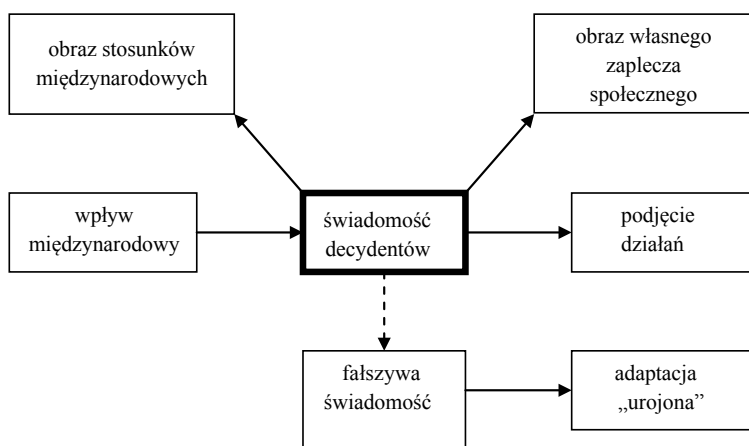 obraz stosunków
międzynarodowych
obraz własnego
zaplecza
społecznego
wpływ
międzynarodowy
świadomość
decydentów
podjęcie
działań
fałszywa
świadomość
adaptacja
„urojona”